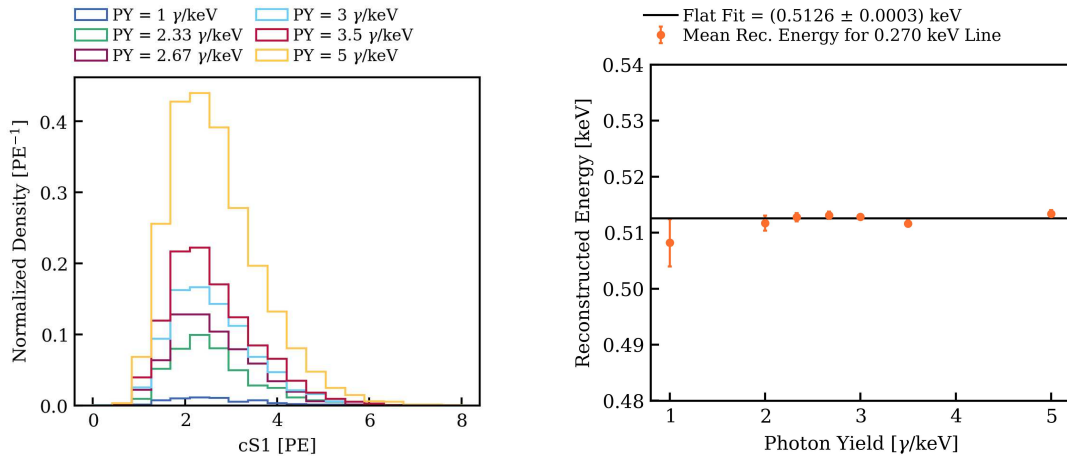 PY = 1 γ/keV
PY = 2.33 γ/keV
PY = 2.67 γ/keV
PY = 3 γ/keV
PY = 3.5 γ/keV
PY = 5 γ/keV
Normalized Density [PE⁻¹]
0.4
0.3
0.2
0.1
0.0
0 2 4 6 8
cS1 [PE]
Flat Fit = (0.5126 ± 0.0003) keV
Mean Rec. Energy for 0.270 keV Line
Reconstructed Energy [keV]
0.54
0.53
0.52
0.51
0.50
0.49
0.48
1 2 3 4 5
Photon Yield [γ/keV]